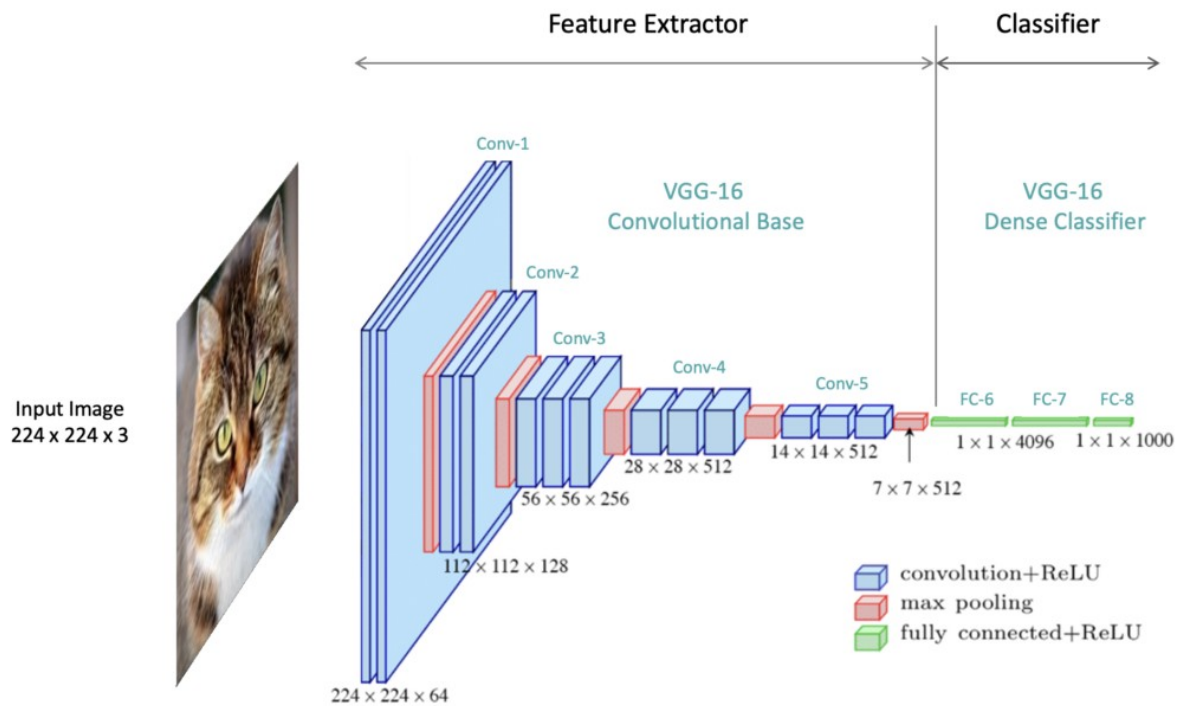 Feature Extractor
Classifier
Conv-1
VGG-16
Convolutional Base
VGG-16
Dense Classifier
Conv-2
Conv-3
Conv-4
Conv-5
FC-6
FC-7
FC-8
Input Image
224 x 224 x 3
1 × 1 × 4096
1 × 1 × 1000
14 × 14 × 512
28 × 28 × 512
7 × 7 × 512
56 × 56 × 256
112 × 112 × 128
224 × 224 × 64
convolution+ReLU
max pooling
fully connected+ReLU